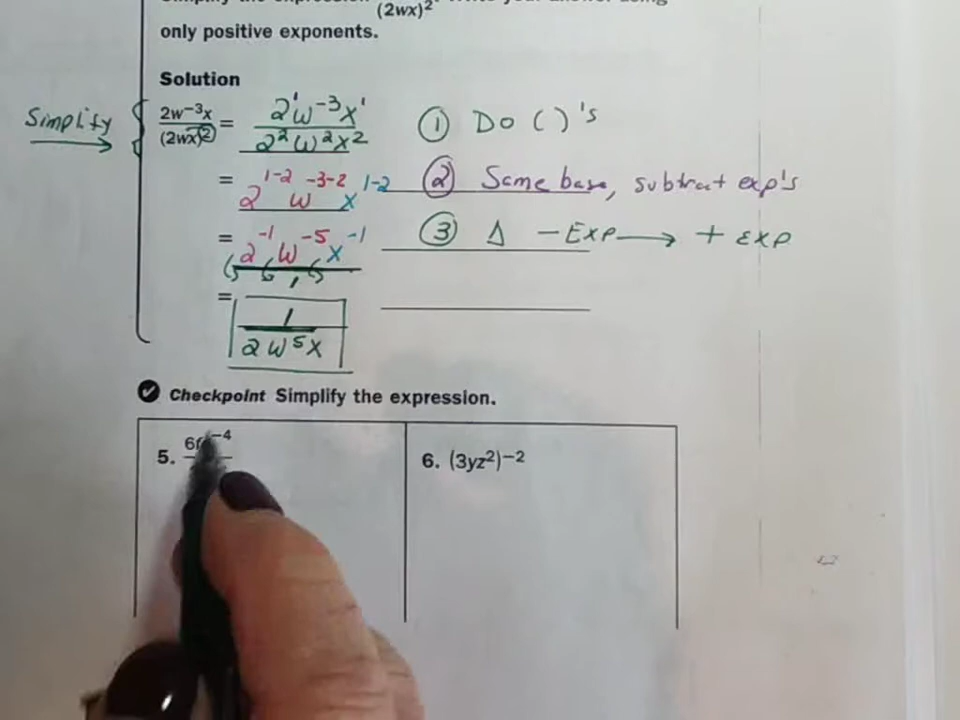 (2wx)²
only positive exponents.
Solution
Simplify
2w⁻³x / (2wx)² = 2¹w⁻³x¹ / 2²w²x² ① Do ( )'s
= 2¹⁻² w⁻³⁻² x¹⁻² ② Same base, subtract exp's
= 2⁻¹ w⁻⁵ x⁻¹ ③ Δ − Exp → + Exp
= 1 / 2w⁵x
Checkpoint Simplify the expression.
5. 6 ⁻⁴
6. (3yz²)⁻²